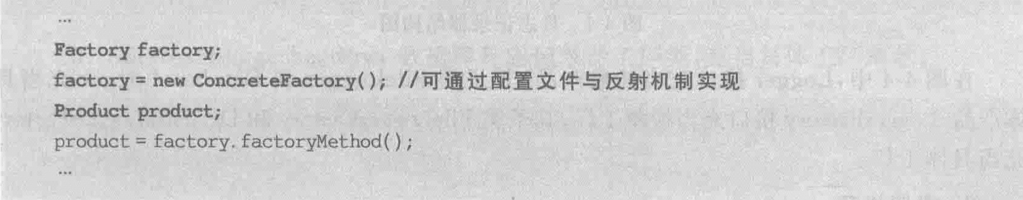 …
Factory factory;
factory = new ConcreteFactory(); //可通过配置文件与反射机制实现
Product product;
product = factory.factoryMethod();
…